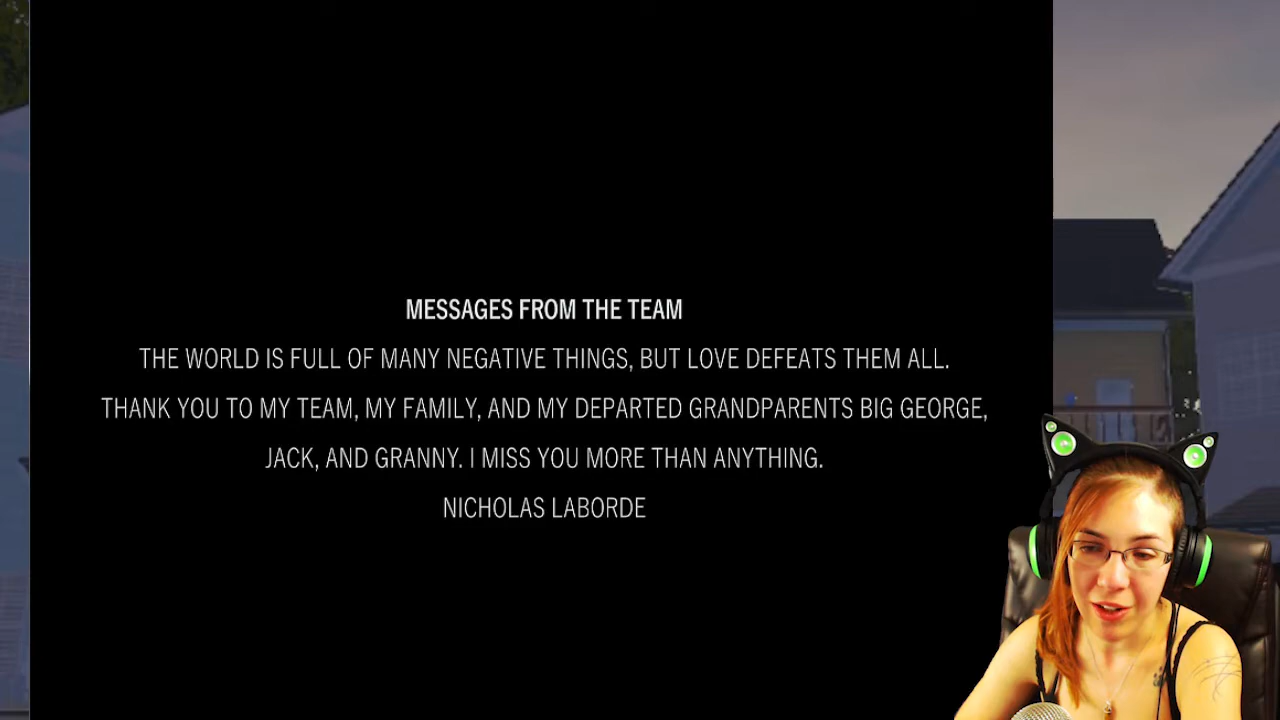 MESSAGES FROM THE TEAM
THE WORLD IS FULL OF MANY NEGATIVE THINGS, BUT LOVE DEFEATS THEM ALL.
THANK YOU TO MY TEAM, MY FAMILY, AND MY DEPARTED GRANDPARENTS BIG GEORGE,
JACK, AND GRANNY. I MISS YOU MORE THAN ANYTHING.
NICHOLAS LABORDE